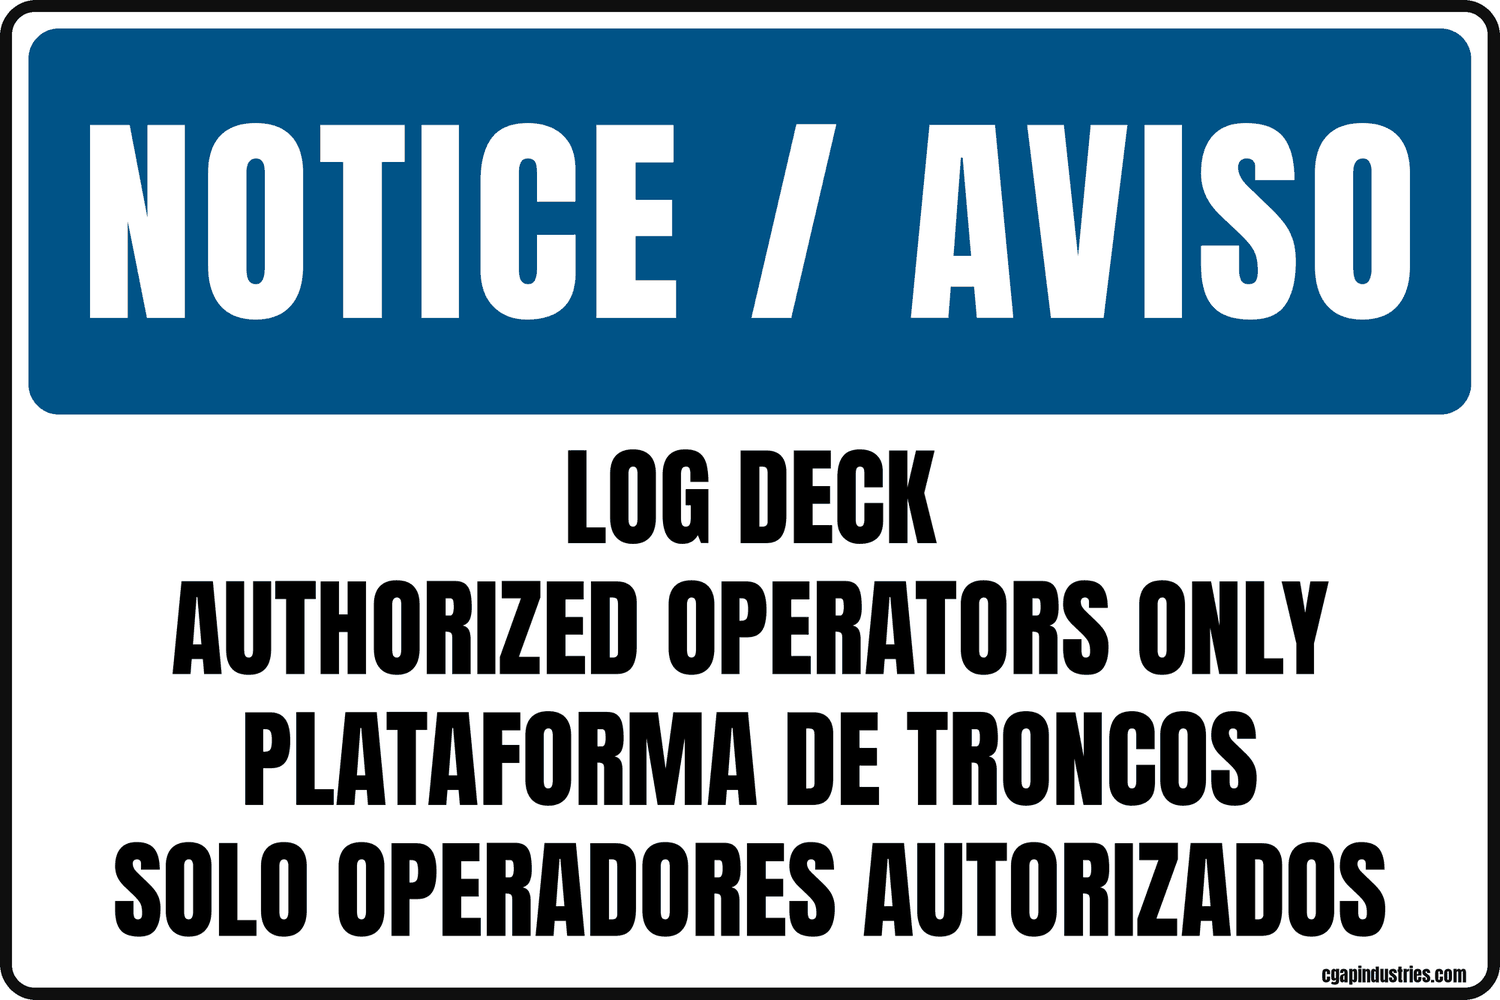 NOTICE / AVISO
LOG DECK
AUTHORIZED OPERATORS ONLY
PLATAFORMA DE TRONCOS
SOLO OPERADORES AUTORIZADOS
cgapindustries.com